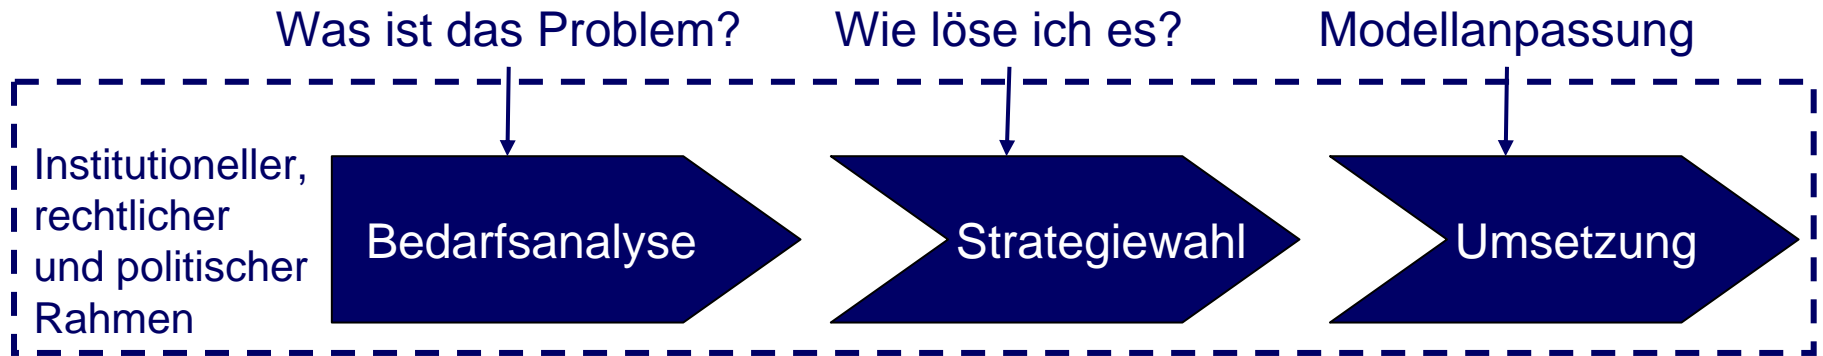 Was ist das Problem?
Wie löse ich es?
Modellanpassung
Institutioneller,
rechtlicher
und politischer
Rahmen
Bedarfsanalyse
Strategiewahl
Umsetzung